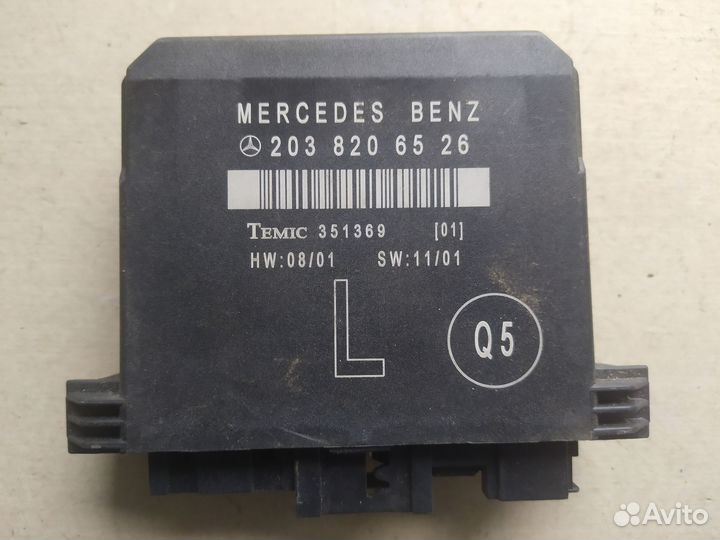 MERCEDES BENZ
203 820 65 26
TEMIC 351369 [01]
HW:08/01 SW:11/01
L
Q5
Avito